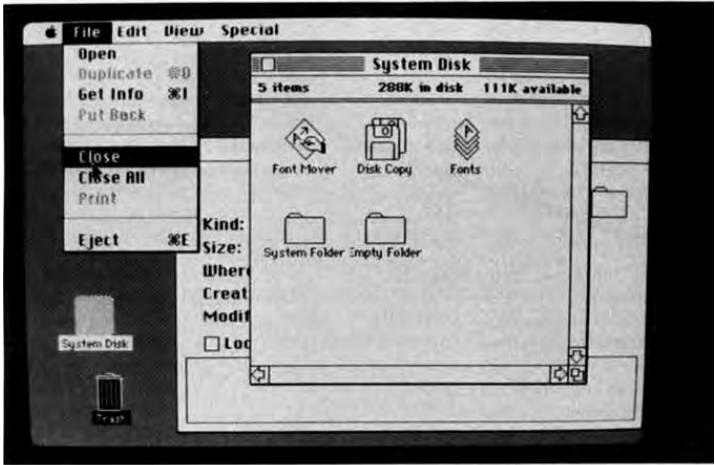 File Edit View Special
Open
Duplicate ⌘D
Get Info ⌘I
Put Back
Close
Close All
Print
Eject ⌘E
System Disk
5 items 288K in disk 111K available
Font Mover Disk Copy Fonts
System Folder Empty Folder
Kind:
Size:
Wher
Creat
Modif
Loc
System Disk
Trash